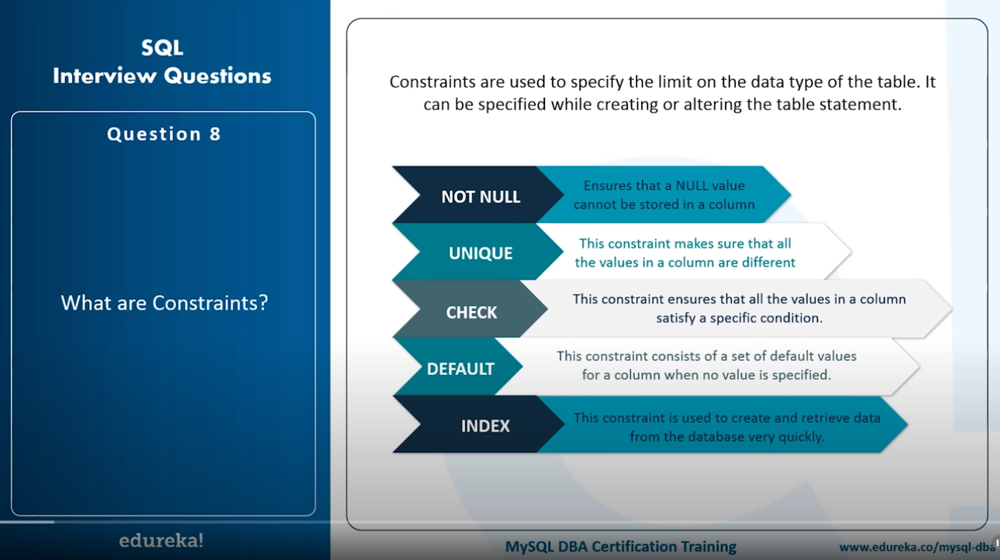 SQL
Interview Questions
Question 8
What are Constraints?
Constraints are used to specify the limit on the data type of the table. It
can be specified while creating or altering the table statement.
NOT NULL
Ensures that a NULL value
cannot be stored in a column
UNIQUE
This constraint makes sure that all
the values in a column are different
CHECK
This constraint ensures that all the values in a column
satisfy a specific condition.
DEFAULT
This constraint consists of a set of default values
for a column when no value is specified.
INDEX
This constraint is used to create and retrieve data
from the database very quickly.
edureka!
MySQL DBA Certification Training
www.edureka.co/mysql-dba